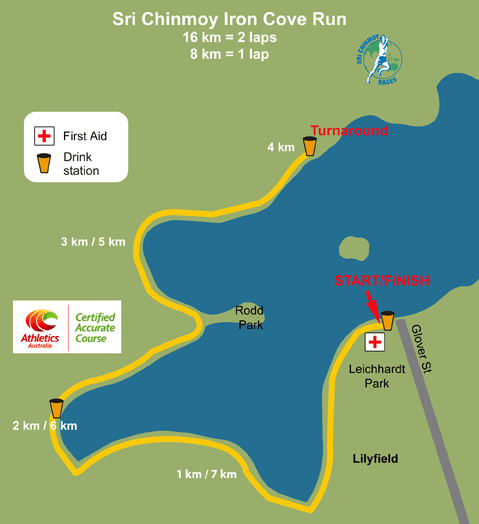 Sri Chinmoy Iron Cove Run
16 km = 2 laps
8 km = 1 lap
SRI CHINMOY
RACES
First Aid
Drink
station
Turnaround
4 km
3 km / 5 km
START/FINISH
Rodd
Park
Glover St
Leichhardt
Park
Athletics
Australia
Certified
Accurate
Course
2 km / 6 km
Lilyfield
1 km / 7 km